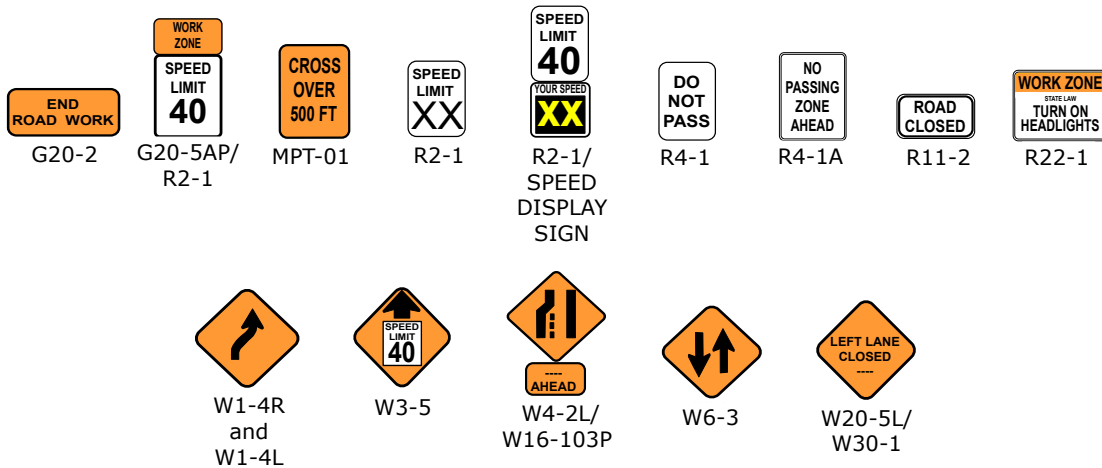 END
ROAD WORK
G20-2
WORK
ZONE
SPEED
LIMIT
40
G20-5AP/
R2-1
CROSS
OVER
500 FT
MPT-01
SPEED
LIMIT
XX
R2-1
SPEED
LIMIT
40
YOUR SPEED
XX
R2-1/
SPEED
DISPLAY
SIGN
DO
NOT
PASS
R4-1
NO
PASSING
ZONE
AHEAD
R4-1A
ROAD
CLOSED
R11-2
WORK ZONE
STATE LAW
TURN ON
HEADLIGHTS
R22-1
W1-4R
and
W1-4L
SPEED
LIMIT
40
W3-5
----
AHEAD
W4-2L/
W16-103P
W6-3
LEFT LANE
CLOSED
----
W20-5L/
W30-1